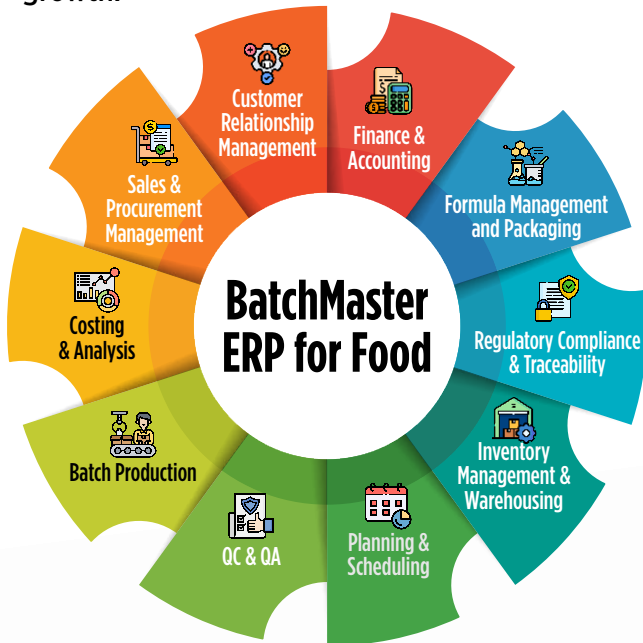 growth.
Customer
Relationship
Management
Finance &
Accounting
Formula Management
and Packaging
Regulatory Compliance
& Traceability
Inventory
Management &
Warehousing
Planning &
Scheduling
QC & QA
Batch Production
Costing
& Analysis
Sales &
Procurement
Management
BatchMaster
ERP for Food